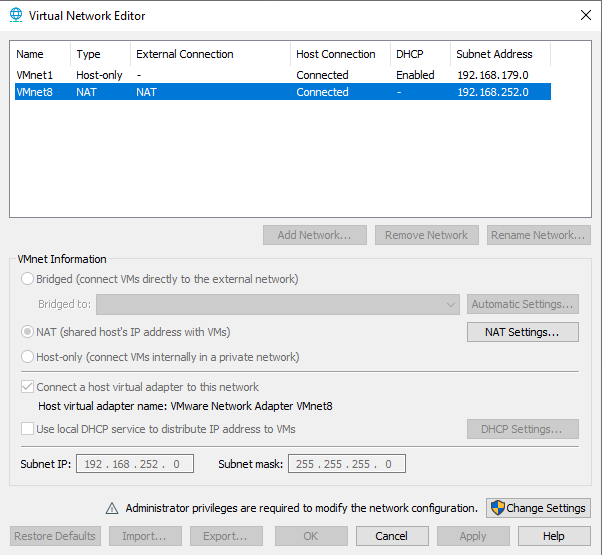 Virtual Network Editor
Name Type External Connection Host Connection DHCP Subnet Address
VMnet1 Host-only - Connected Enabled 192.168.179.0
VMnet8 NAT NAT Connected - 192.168.252.0
Add Network... Remove Network Rename Network...
VMnet Information
Bridged (connect VMs directly to the external network)
Bridged to: Automatic Settings...
NAT (shared host's IP address with VMs) NAT Settings...
Host-only (connect VMs internally in a private network)
Connect a host virtual adapter to this network
Host virtual adapter name: VMware Network Adapter VMnet8
Use local DHCP service to distribute IP address to VMs DHCP Settings...
Subnet IP: 192 . 168 . 252 . 0 Subnet mask: 255 . 255 . 255 . 0
Administrator privileges are required to modify the network configuration. Change Settings
Restore Defaults Import... Export... OK Cancel Apply Help